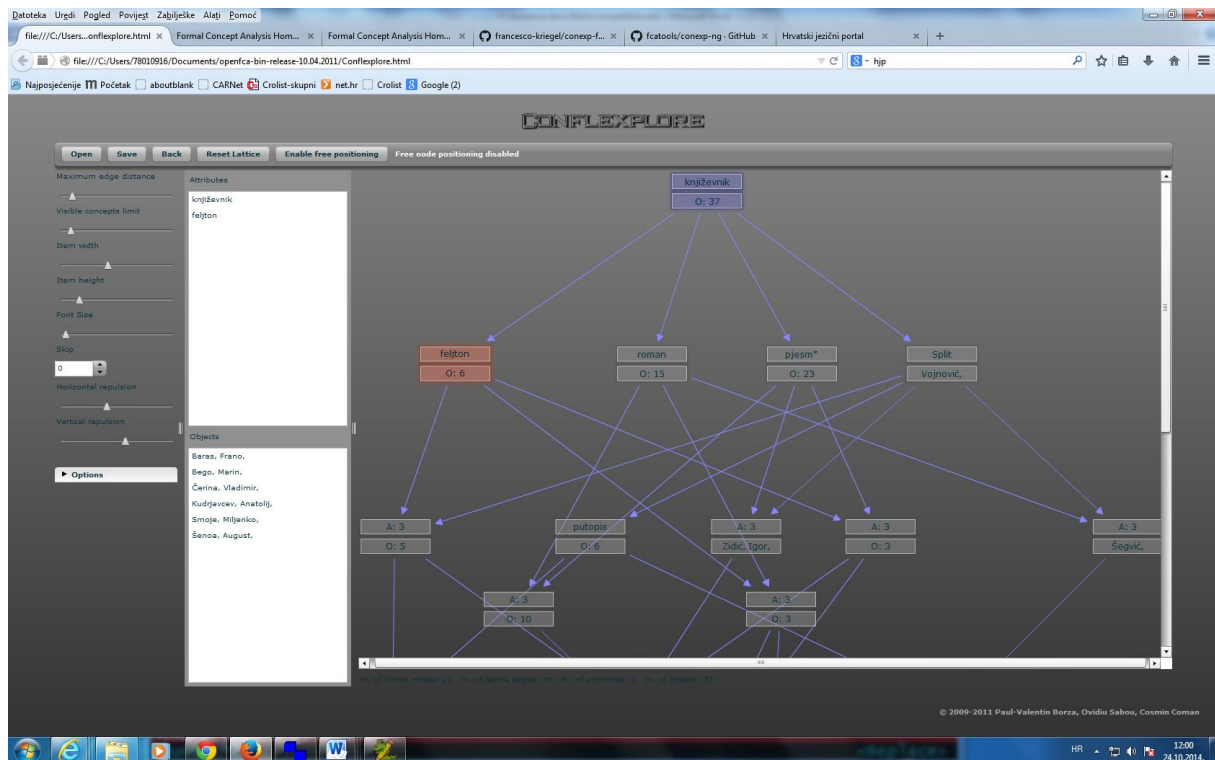 Datoteka Uredi Pogled Povijest Zabilješke Alati Pomoć
file:///C:/Users...onflexplore.html × Formal Concept Analysis Hom... × Formal Concept Analysis Hom... × francesco-kriegel/conexp-f... × fcatools/conexp-ng · GitHub × Hrvatski jezični portal × +
file:///C:/Users/78010916/Documents/openfca-bin-release-10.04.2011/Conflexplore.html hjp
Najposjećenije Početak aboutblank CARNet Crolist-skupni net.hr Crolist Google (2)
CONFLEXPLORE
Open Save Back Reset Lattice Enable free positioning Free node positioning disabled
Maximum edge distance
Visible concepts limit
Item width
Item height
Font Size
Skip
0
Horizontal repulsion
Vertical repulsion
Options
Attributes
književnik
feljton
Objects
Baras, Frano,
Bego, Marin,
Čerina, Vladimir,
Kudrjavcev, Anatolij,
Smoje, Miljenko,
Šenoa, August,
književnik
O: 37
feljton roman pjesm* Split
O: 6 O: 15 O: 23 Vojnović,
A: 3 putopis A: 3 A: 3 A: 3
O: 5 O: 6 Zidić, Igor, O: 3 Šegvić,
A: 3 A: 3
O: 10 O: 3
© 2009-2011 Paul-Valentin Borza, Ovidiu Sabou, Cosmin Coman
HR 12:00
24.10.2014.